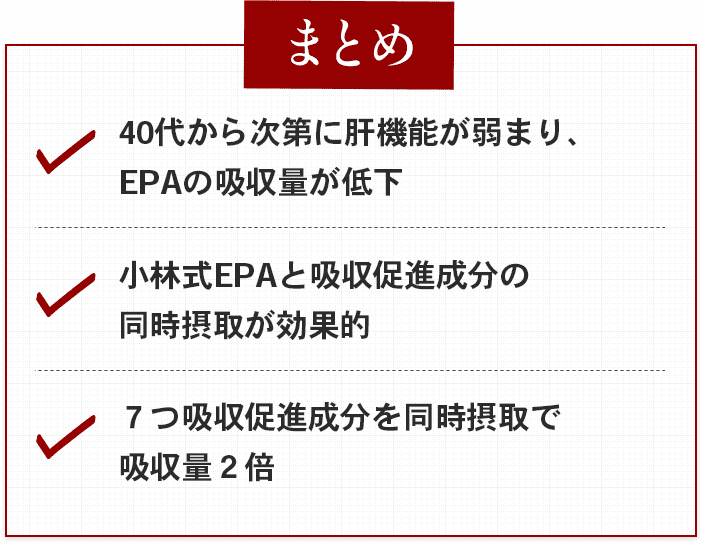 まとめ
40代から次第に肝機能が弱まり、
EPAの吸収量が低下
小林式EPAと吸収促進成分の
同時摂取が効果的
７つ吸収促進成分を同時摂取で
吸収量２倍